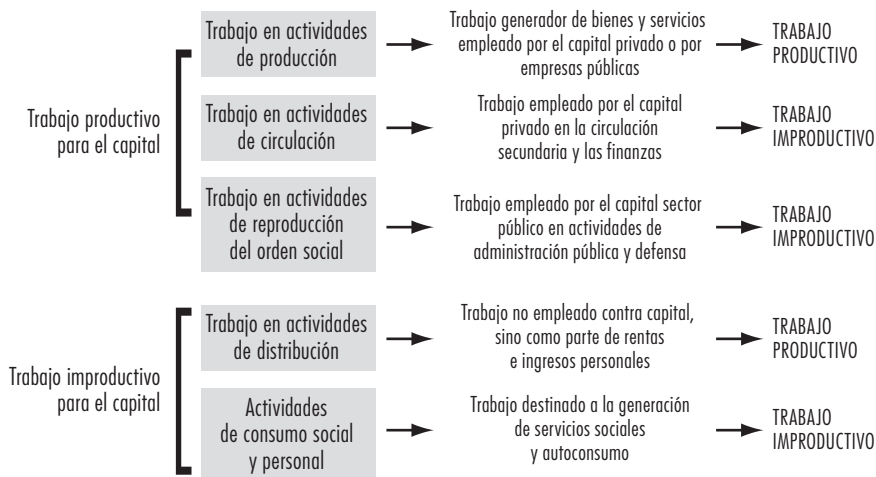 Trabajo productivo
para el capital
Trabajo en actividades
de producción
Trabajo generador de bienes y servicios
empleado por el capital privado o por
empresas públicas
TRABAJO
PRODUCTIVO
Trabajo en actividades
de circulación
Trabajo empleado por el capital
privado en la circulación
secundaria y las finanzas
TRABAJO
IMPRODUCTIVO
Trabajo en actividades
de reproducción
del orden social
Trabajo empleado por el capital sector
público en actividades de
administración pública y defensa
TRABAJO
IMPRODUCTIVO
Trabajo improductivo
para el capital
Trabajo en actividades
de distribución
Trabajo no empleado contra capital,
sino como parte de rentas
e ingresos personales
TRABAJO
PRODUCTIVO
Actividades
de consumo social
y personal
Trabajo destinado a la generación
de servicios sociales
y autoconsumo
TRABAJO
IMPRODUCTIVO